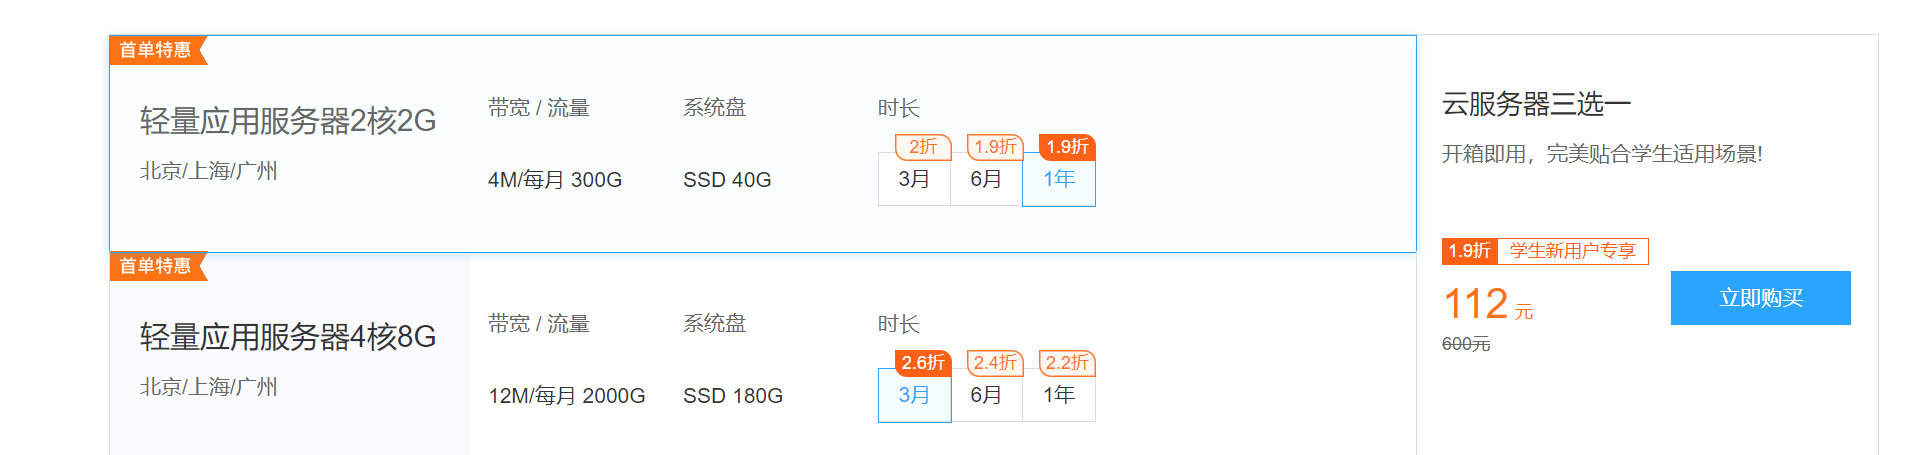 首单特惠
轻量应用服务器2核2G
北京/上海/广州
带宽 / 流量
4M/每月 300G
系统盘
SSD 40G
时长
2折
1.9折
1.9折
3月
6月
1年
首单特惠
轻量应用服务器4核8G
北京/上海/广州
带宽 / 流量
12M/每月 2000G
系统盘
SSD 180G
时长
2.6折
2.4折
2.2折
3月
6月
1年
云服务器三选一
开箱即用，完美贴合学生适用场景!
1.9折 学生新用户专享
112 元
600元
立即购买